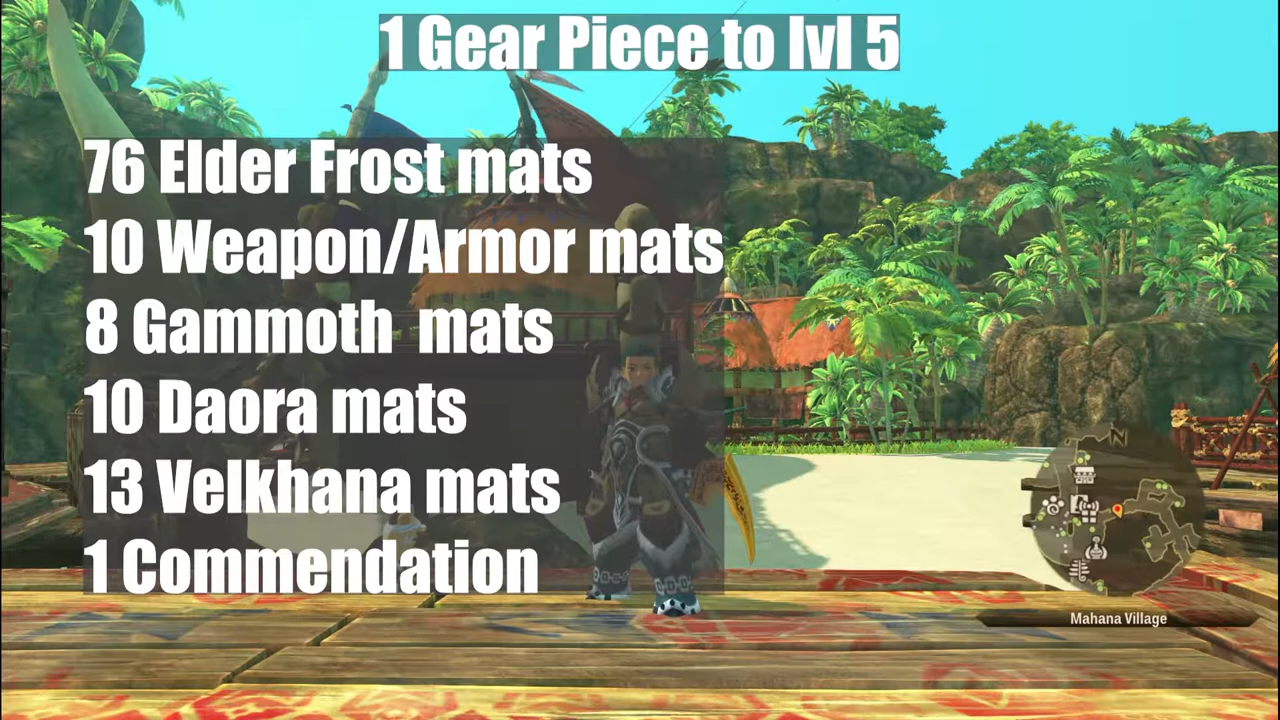 1 Gear Piece to lvl 5
76 Elder Frost mats
10 Weapon/Armor mats
8 Gammoth mats
10 Daora mats
13 Velkhana mats
1 Commendation
N
Mahana Village